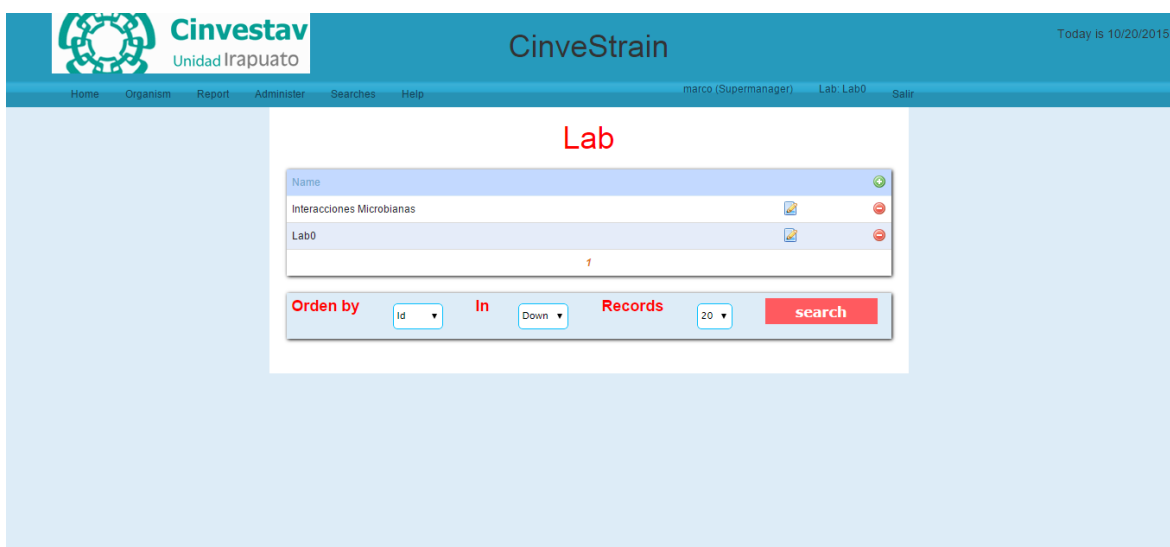 Cinvestav
Unidad Irapuato
CinveStrain
Today is 10/20/2015
Home Organism Report Administer Searches Help marco (Supermanager) Lab: Lab0 Salir
Lab
Name
Interacciones Microbianas
Lab0
1
Orden by Id In Down Records 20 search